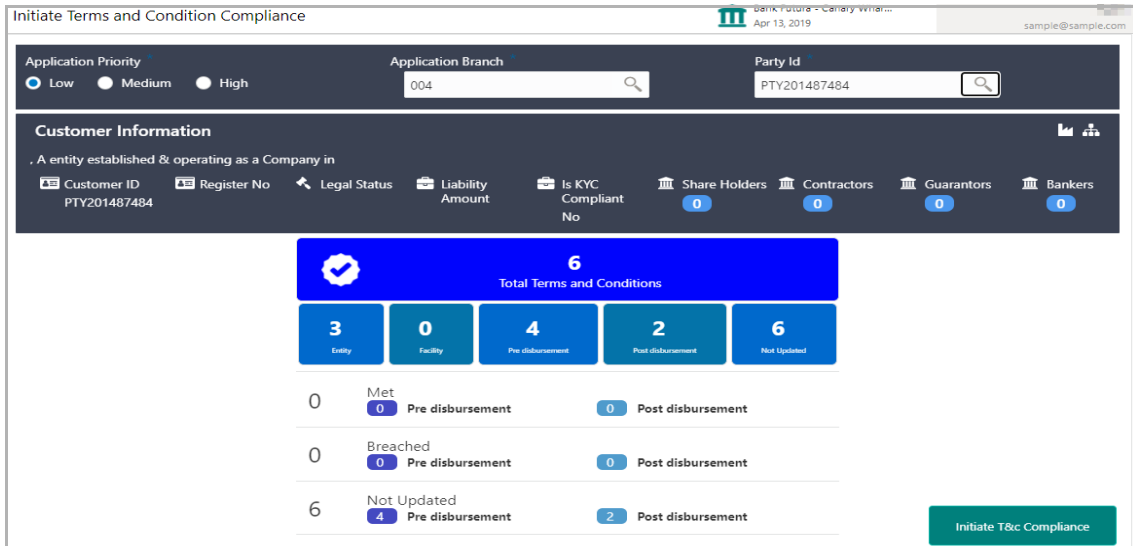 Initiate Terms and Condition Compliance
Bank Futura - Canary Whar...
Apr 13, 2019
sample@sample.com
Application Priority
Application Branch
Party Id
Low Medium High
004
PTY201487484
Customer Information
. A entity established & operating as a Company in
Customer ID
PTY201487484
Register No
Legal Status
Liability
Amount
Is KYC
Compliant
No
Share Holders
0
Contractors
0
Guarantors
0
Bankers
0
6
Total Terms and Conditions
3
Entity
0
Facility
4
Pre disbursement
2
Post disbursement
6
Not Updated
0
Met
0 Pre disbursement
0 Post disbursement
0
Breached
0 Pre disbursement
0 Post disbursement
6
Not Updated
4 Pre disbursement
2 Post disbursement
Initiate T&c Compliance